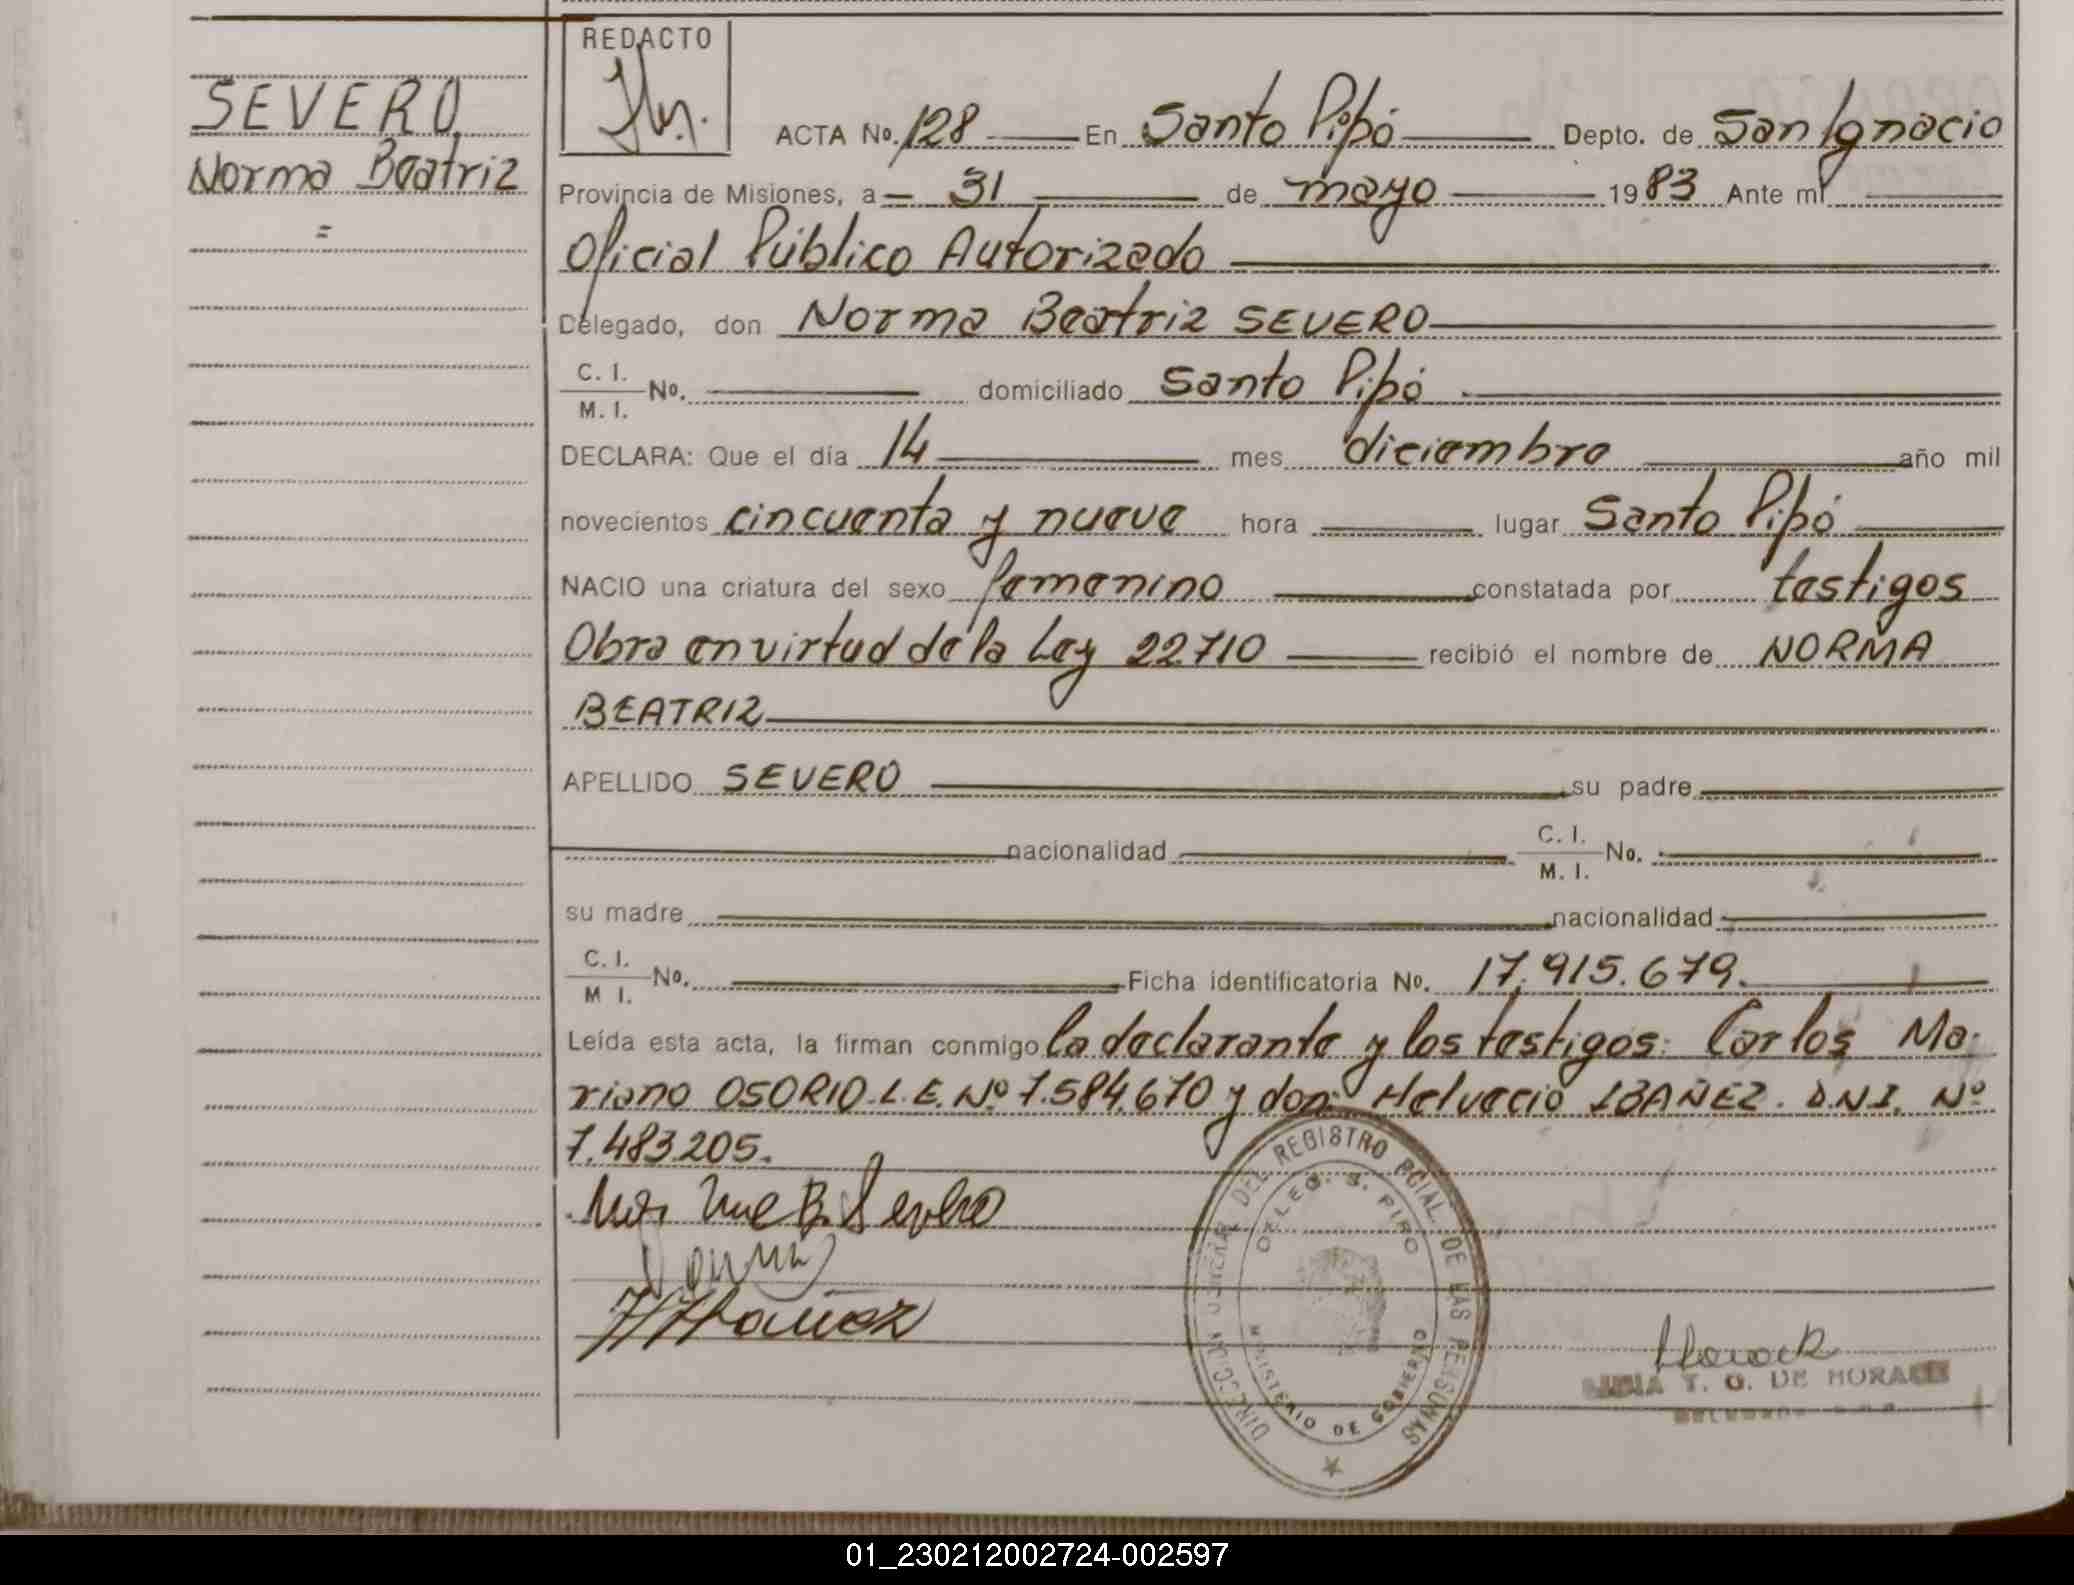 SEVERO
Norma Beatriz
=
REDACTO
ACTA Nº. 128 En Santo Pipó Depto. de San Ignacio
Provincia de Misiones, a 31 de mayo 1983 Ante mí
Oficial Público Autorizado
Delegado, don Norma Beatriz SEVERO
C. I.
M. I. Nº. domiciliado Santo Pipó
DECLARA: Que el día 14 mes diciembre año mil
novecientos cincuenta y nueve hora lugar Santo Pipó
NACIO una criatura del sexo femenino constatada por testigos
Obra en virtud de la Ley 22710 recibió el nombre de NORMA
BEATRIZ
APELLIDO SEVERO su padre
nacionalidad C. I.
M. I. Nº.
su madre nacionalidad
C. I.
M I. Nº. Ficha identificatoria Nº. 17.915.679.
Leída esta acta, la firman conmigo la declarante y los testigos: Carlos Ma-
riano OSORIO. L.E. Nº 7.584.670 y don: Helvecio IBAÑEZ. D.N.I. Nº
7.483.205.
B. Severo
DEL REGISTRO PCIAL. DE LAS PERSONAS
MINISTERIO DE GOBIERNO
T. O. DE MORALES
01_230212002724-002597